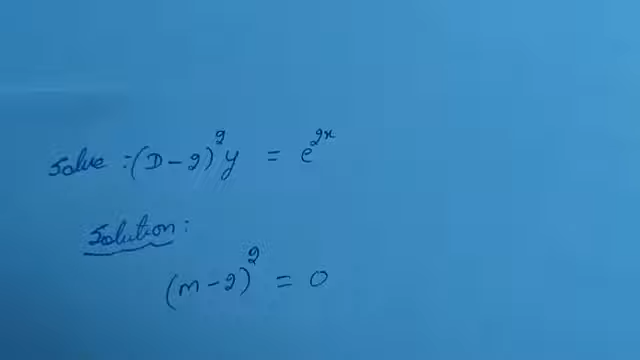 Solve :- (D-2)²y = e²ˣ
Solution:
(m-2)² = 0